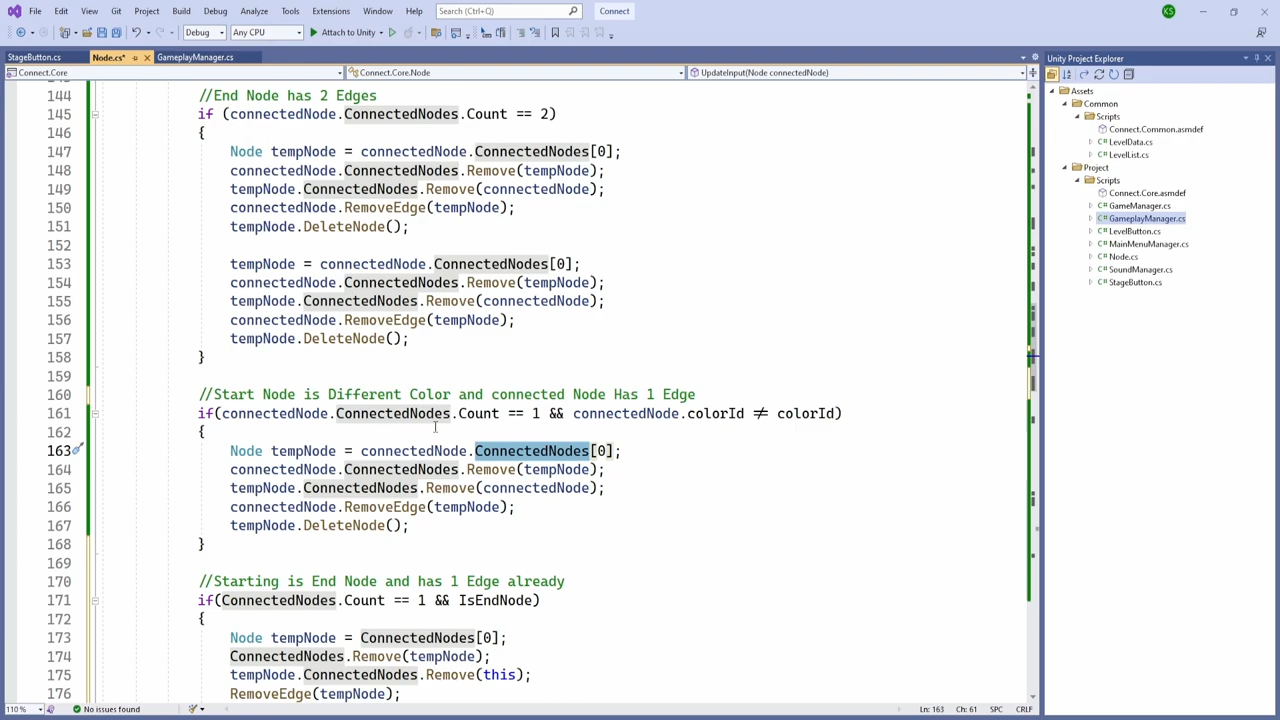 File Edit View Git Project Build Debug Analyze Tools Extensions Window Help Search (Ctrl+Q) Connect KS
Debug Any CPU Attach to Unity
StageButton.cs Node.cs* GameplayManager.cs
Connect.Core Connect.Core.Node UpdateInput(Node connectedNode)
144 //End Node has 2 Edges
145 if (connectedNode.ConnectedNodes.Count == 2)
146 {
147 Node tempNode = connectedNode.ConnectedNodes[0];
148 connectedNode.ConnectedNodes.Remove(tempNode);
149 tempNode.ConnectedNodes.Remove(connectedNode);
150 connectedNode.RemoveEdge(tempNode);
151 tempNode.DeleteNode();
152
153 tempNode = connectedNode.ConnectedNodes[0];
154 connectedNode.ConnectedNodes.Remove(tempNode);
155 tempNode.ConnectedNodes.Remove(connectedNode);
156 connectedNode.RemoveEdge(tempNode);
157 tempNode.DeleteNode();
158 }
159
160 //Start Node is Different Color and connected Node Has 1 Edge
161 if(connectedNode.ConnectedNodes.Count == 1 && connectedNode.colorId ≠ colorId)
162 {
163 Node tempNode = connectedNode.ConnectedNodes[0];
164 connectedNode.ConnectedNodes.Remove(tempNode);
165 tempNode.ConnectedNodes.Remove(connectedNode);
166 connectedNode.RemoveEdge(tempNode);
167 tempNode.DeleteNode();
168 }
169
170 //Starting is End Node and has 1 Edge already
171 if(ConnectedNodes.Count == 1 && IsEndNode)
172 {
173 Node tempNode = ConnectedNodes[0];
174 ConnectedNodes.Remove(tempNode);
175 tempNode.ConnectedNodes.Remove(this);
176 RemoveEdge(tempNode);
110 % No issues found Ln: 163 Ch: 61 SPC CRLF
Unity Project Explorer
Assets
Common
Scripts
Connect.Common.asmdef
C# LevelData.cs
C# LevelList.cs
Project
Scripts
Connect.Core.asmdef
C# GameManager.cs
C# GameplayManager.cs
C# LevelButton.cs
C# MainMenuManager.cs
C# Node.cs
C# SoundManager.cs
C# StageButton.cs